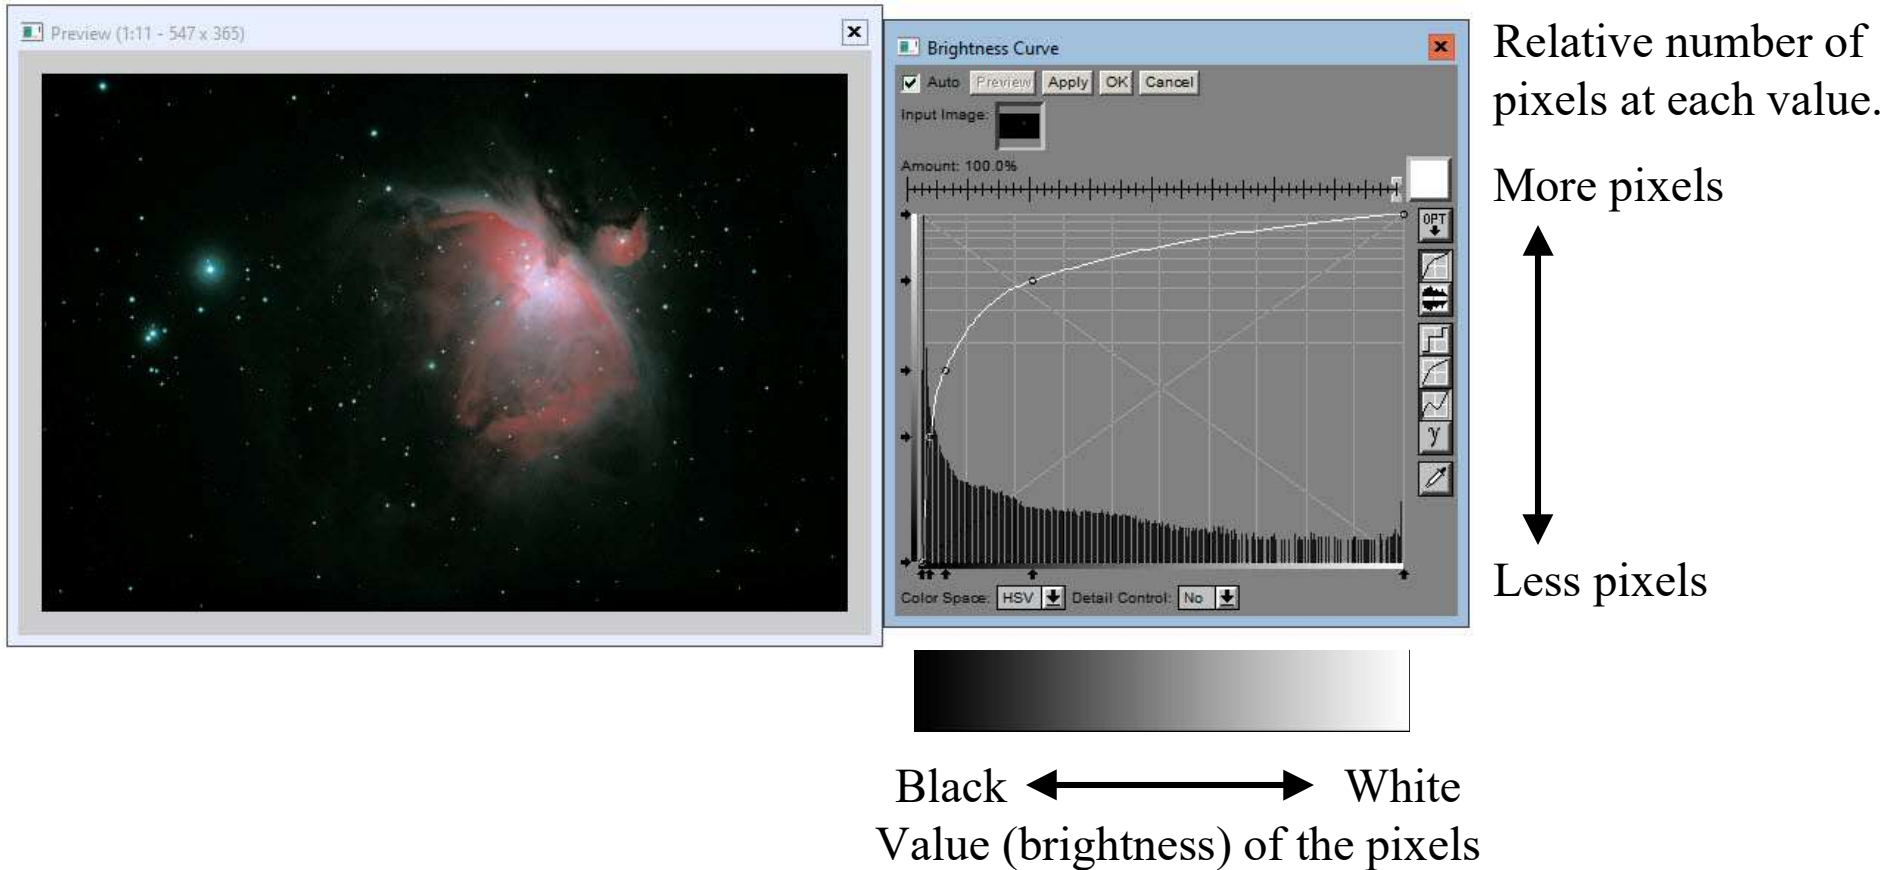 Preview (1:11 - 547 x 365)
Brightness Curve
Auto Preview Apply OK Cancel
Input Image:
Amount: 100.0%
OPT
γ
Color Space: HSV Detail Control: No
Relative number of
pixels at each value.
More pixels
Less pixels
Black White
Value (brightness) of the pixels